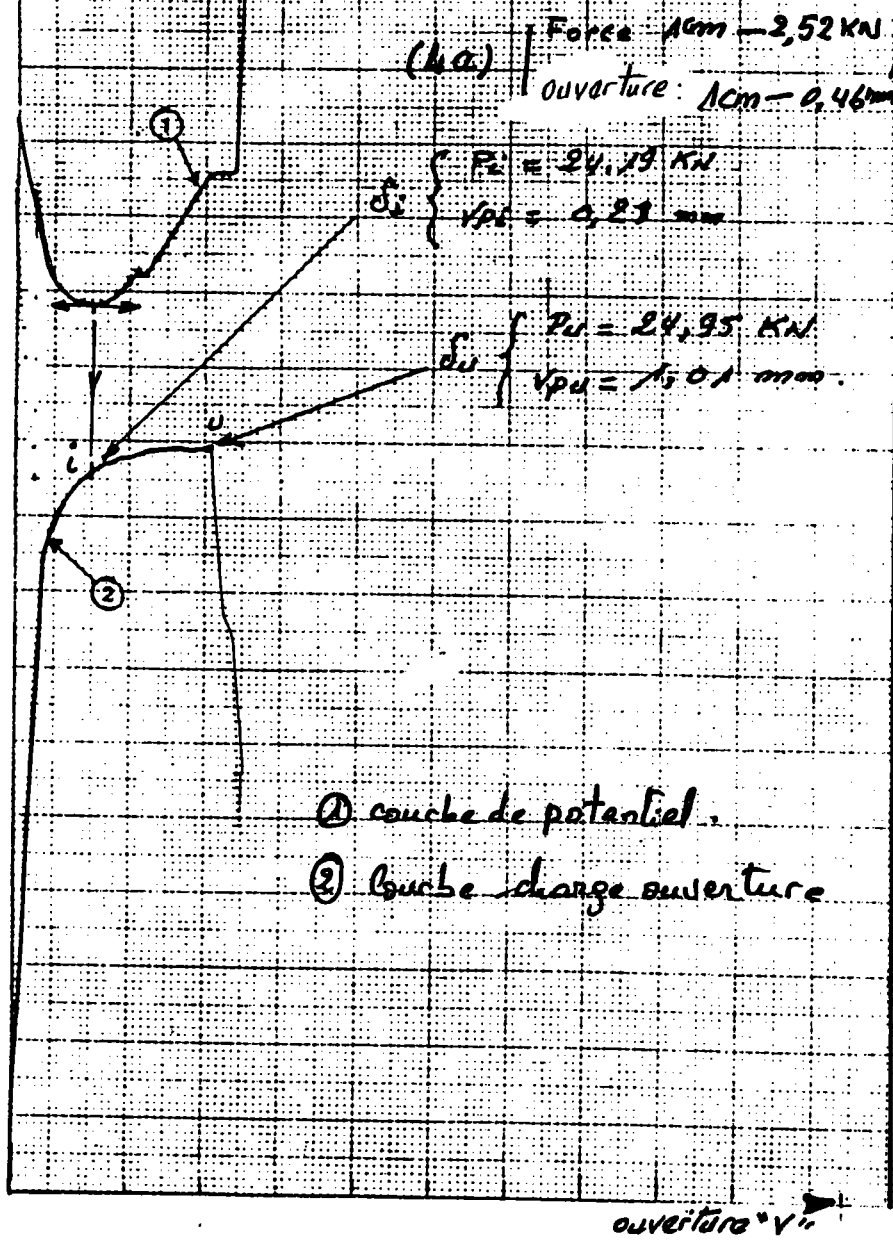 Force 1cm — 2,52 KN
(4a)
ouverture: 1cm — 0,46mm
①
δi { Pi = 24,19 KN
Vpi = 0,21 mm
δu { Pu = 24,95 KN
Vpu = 1,01 mm.
u
i
②
① courbe de potentiel.
② Courbe charge ouverture
ouverture "V"